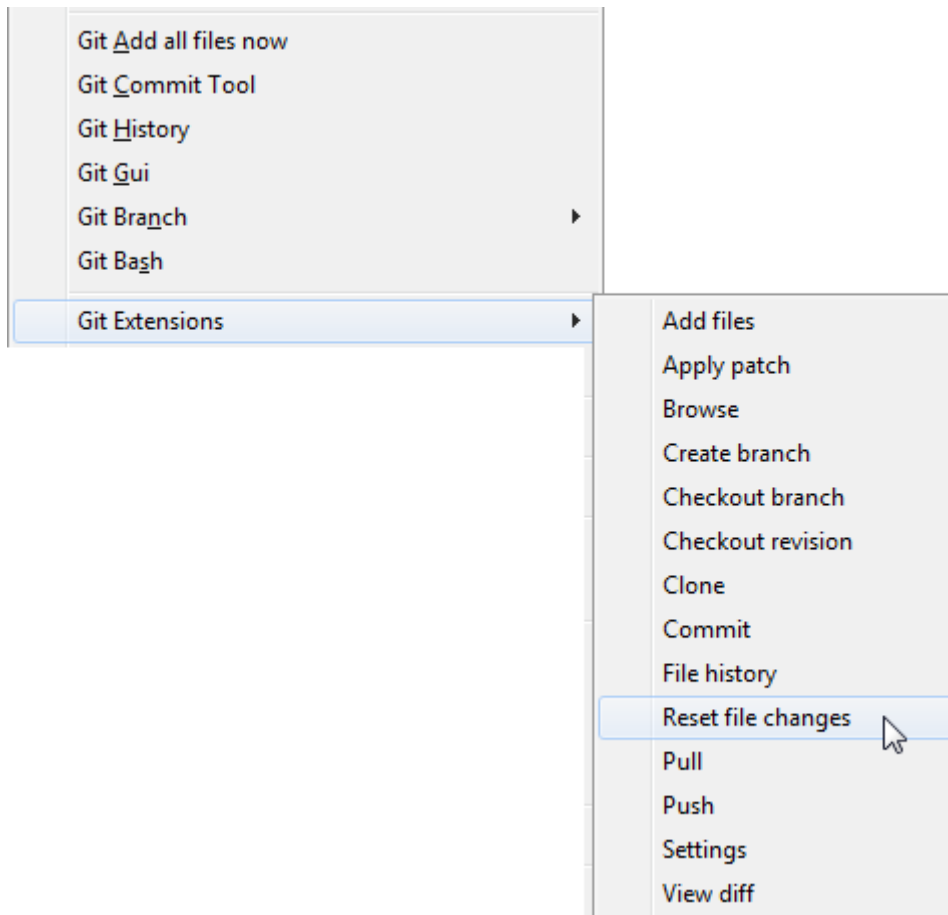 Git Add all files now
Git Commit Tool
Git History
Git Gui
Git Branch
Git Bash
Git Extensions
Add files
Apply patch
Browse
Create branch
Checkout branch
Checkout revision
Clone
Commit
File history
Reset file changes
Pull
Push
Settings
View diff